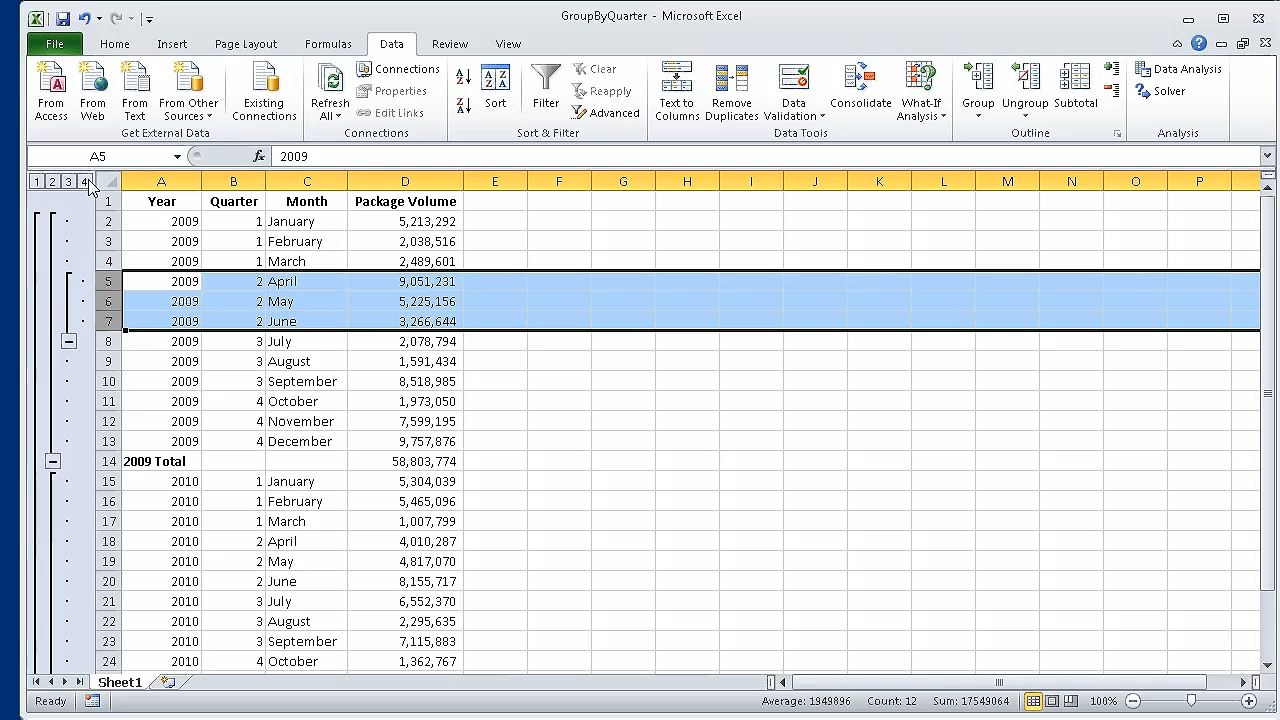 GroupByQuarter - Microsoft Excel
File Home Insert Page Layout Formulas Data Review View
From Access From Web From Text From Other Sources Existing Connections Refresh All Connections Properties Edit Links Sort Filter Clear Reapply Advanced Text to Columns Remove Duplicates Data Validation Consolidate What-If Analysis Group Ungroup Subtotal Data Analysis Solver
Get External Data Connections Sort & Filter Data Tools Outline Analysis
A5 fx 2009
1 2 3 4 A B C D E F G H I J K L M N O P
1 Year Quarter Month Package Volume
2 2009 1 January 5,213,292
3 2009 1 February 2,038,516
4 2009 1 March 2,489,601
5 2009 2 April 9,051,231
6 2009 2 May 5,225,156
7 2009 2 June 3,266,644
8 2009 3 July 2,078,794
9 2009 3 August 1,591,434
10 2009 3 September 8,518,985
11 2009 4 October 1,973,050
12 2009 4 November 7,599,195
13 2009 4 December 9,757,876
14 2009 Total 58,803,774
15 2010 1 January 5,304,039
16 2010 1 February 5,465,096
17 2010 1 March 1,007,799
18 2010 2 April 4,010,287
19 2010 2 May 4,817,070
20 2010 2 June 8,155,717
21 2010 3 July 6,552,370
22 2010 3 August 2,295,635
23 2010 3 September 7,115,883
24 2010 4 October 1,362,767
Sheet1
Ready Average: 1949896 Count: 12 Sum: 17549064 100%